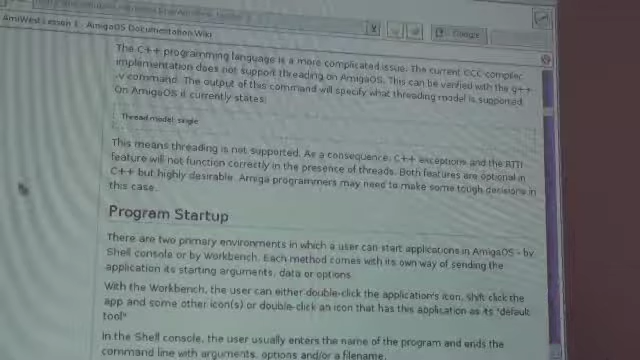 AmiWest Lesson 1 - AmigaOS Documentation Wiki
Google
The C++ programming language is a more complicated issue. The current GCC compiler
implementation does not support threading on AmigaOS. This can be verified with the g++
-v command. The output of this command will specify what threading model is supported.
On AmigaOS it currently states:
Thread model: single
This means threading is not supported. As a consequence, C++ exceptions and the RTTI
feature will not function correctly in the presence of threads. Both features are optional in
C++ but highly desirable. Amiga programmers may need to make some tough decisions in
this case.
Program Startup
There are two primary environments in which a user can start applications in AmigaOS - by
Shell console or by Workbench. Each method comes with its own way of sending the
application its starting arguments, data or options.
With the Workbench, the user can either double-click the application's icon, shift click the
app and some other icon(s) or double-click an icon that has this application as its "default
tool"
In the Shell console, the user usually enters the name of the program and ends the
command line with arguments, options and/or a filename.